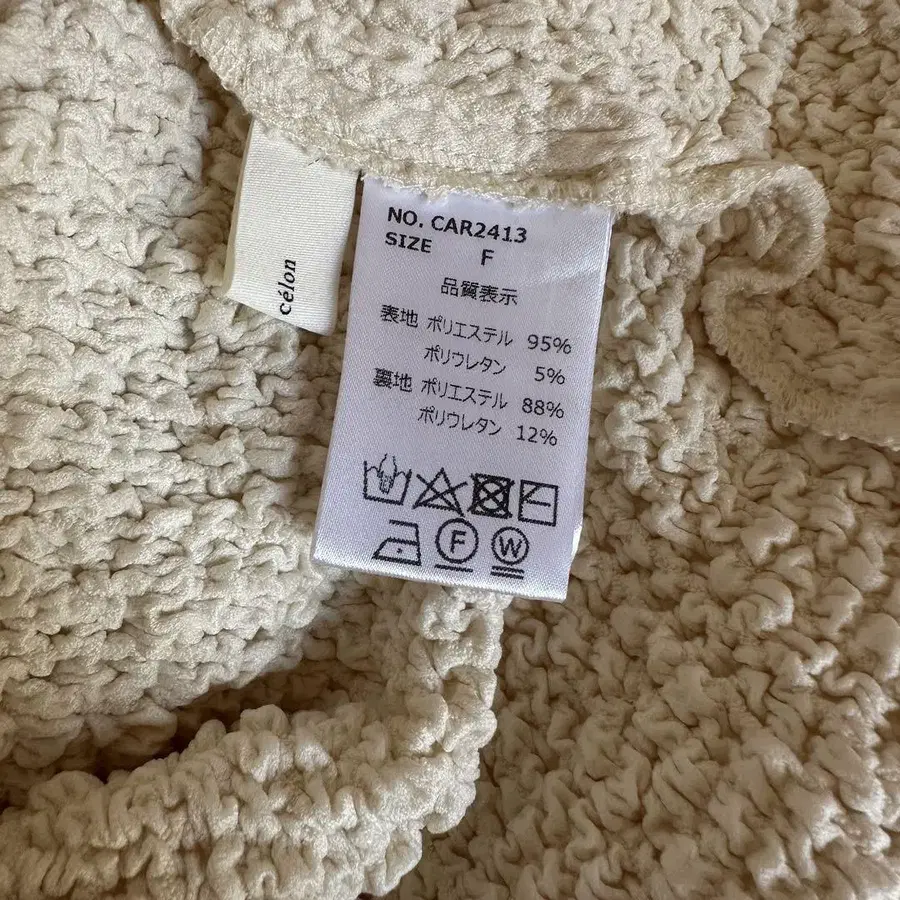 célon
NO. CAR2413
SIZE F
品質表示
表地 ポリエステル 95%
ポリウレタン 5%
裏地 ポリエステル 88%
ポリウレタン 12%
F W